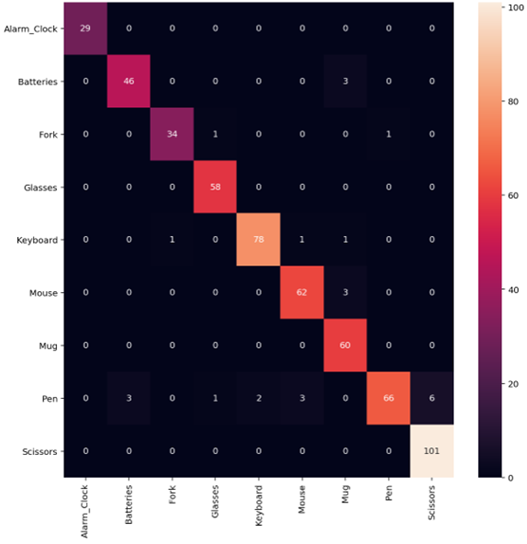 Alarm_Clock 29 0 0 0 0 0 0 0 0
Batteries 0 46 0 0 0 0 3 0 0
Fork 0 0 34 1 0 0 0 1 0
Glasses 0 0 0 58 0 0 0 0 0
Keyboard 0 0 1 0 78 1 1 0 0
Mouse 0 0 0 0 0 62 3 0 0
Mug 0 0 0 0 0 0 60 0 0
Pen 0 3 0 1 2 3 0 66 6
Scissors 0 0 0 0 0 0 0 0 101
Alarm_Clock
Batteries
Fork
Glasses
Keyboard
Mouse
Mug
Pen
Scissors
100
80
60
40
20
0